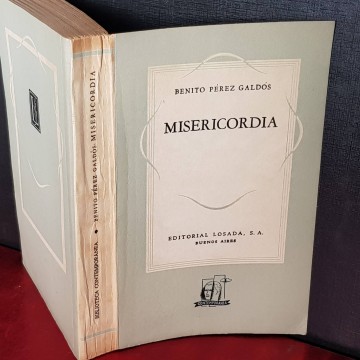 BENITO PÉREZ GALDÓS
MISERICORDIA
EDITORIAL LOSADA, S. A.
BUENOS AIRES
BIBLIOTECA CONTEMPORÁNEA ★ BENITO PÉREZ GALDÓS MISERICORDIA